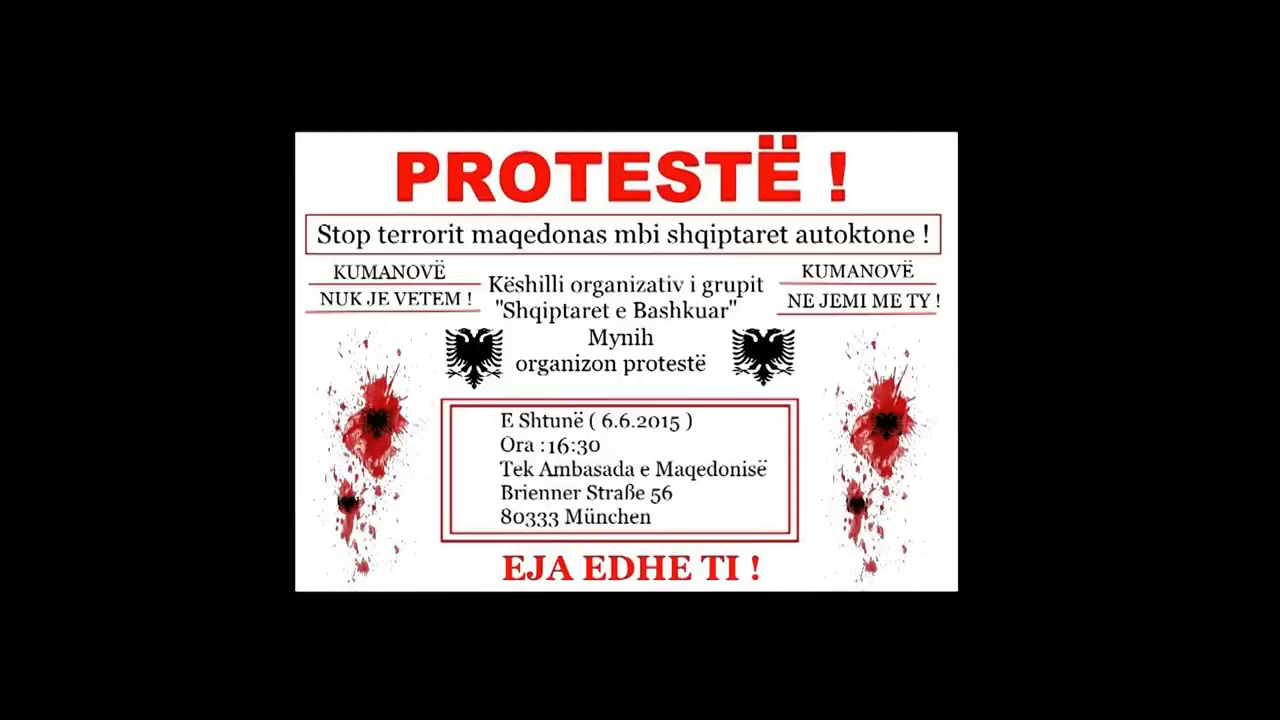 PROTESTË !
Stop terrorit maqedonas mbi shqiptaret autoktone !
KUMANOVË
NUK JE VETEM !
Këshilli organizativ i grupit
"Shqiptaret e Bashkuar"
Mynih
organizon protestë
KUMANOVË
NE JEMI ME TY !
E Shtunë ( 6.6.2015 )
Ora :16:30
Tek Ambasada e Maqedonisë
Brienner Straße 56
80333 München
EJA EDHE TI !